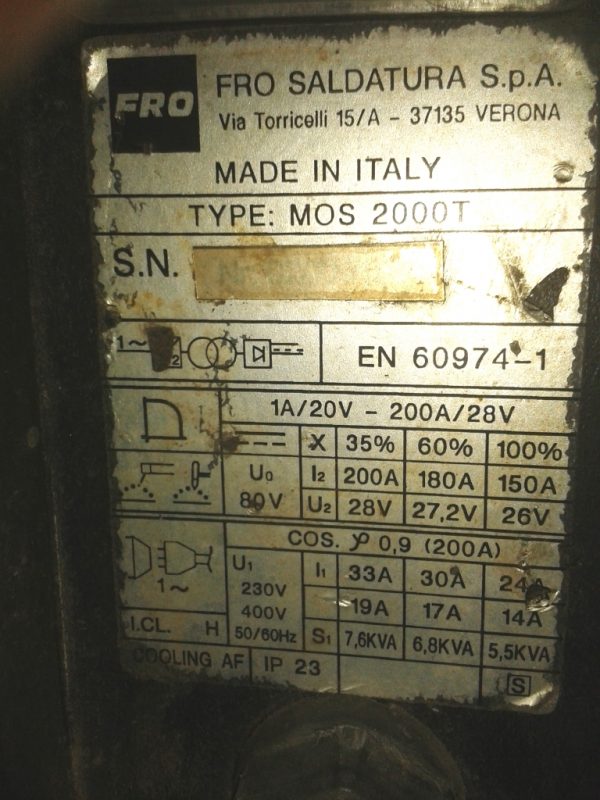 FRO
FRO SALDATURA S.p.A.
Via Torricelli 15/A - 37135 VERONA
MADE IN ITALY
TYPE: MOS 2000T
S.N.
1~
EN 60974-1
1A/20V - 200A/28V
X 35% 60% 100%
U0 80V
I2 200A 180A 150A
U2 28V 27,2V 26V
COS. φ 0,9 (200A)
1~
U1 230V 400V 50/60Hz
I1 33A 30A 24A
19A 17A 14A
S1 7,6KVA 6,8KVA 5,5KVA
I.CL. H
COOLING AF IP 23
S